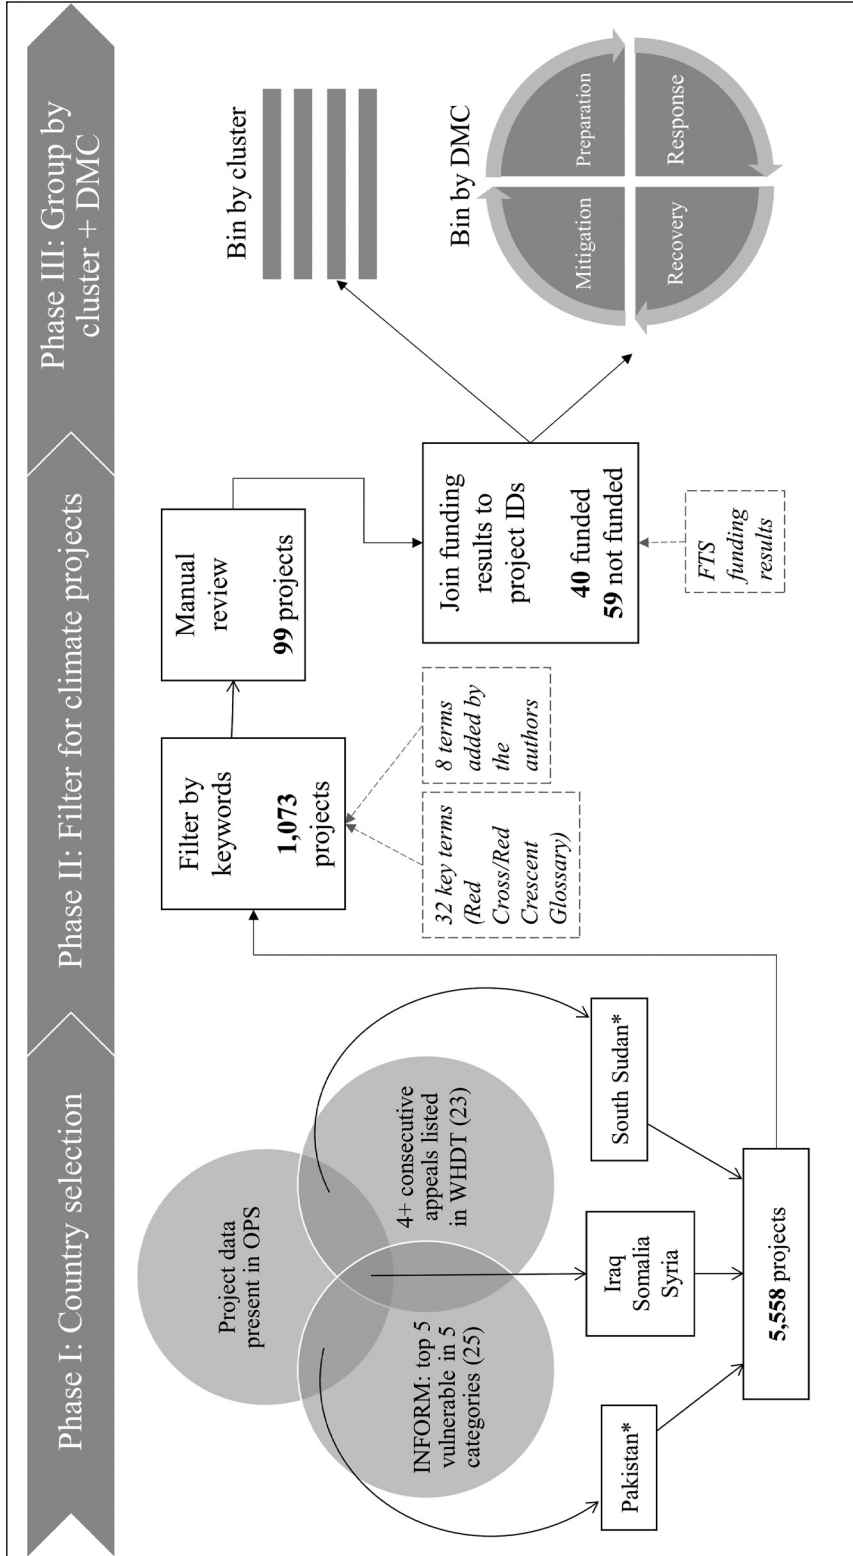 Phase I: Country selection
Phase II: Filter for climate projects
Phase III: Group by
cluster + DMC
Project data
present in OPS
INFORM: top 5
vulnerable in 5
categories (25)
4+ consecutive
appeals listed
in WHDT (23)
Pakistan*
Iraq
Somalia
Syria
South Sudan*
5,558 projects
Filter by
keywords
1,073
projects
32 key terms
(Red
Cross/Red
Crescent
Glossary)
8 terms
added by
the
authors
Manual
review
99 projects
Join funding
results to
project IDs
40 funded
59 not funded
FTS
funding
results
Bin by cluster
Bin by DMC
Mitigation
Preparation
Recovery
Response